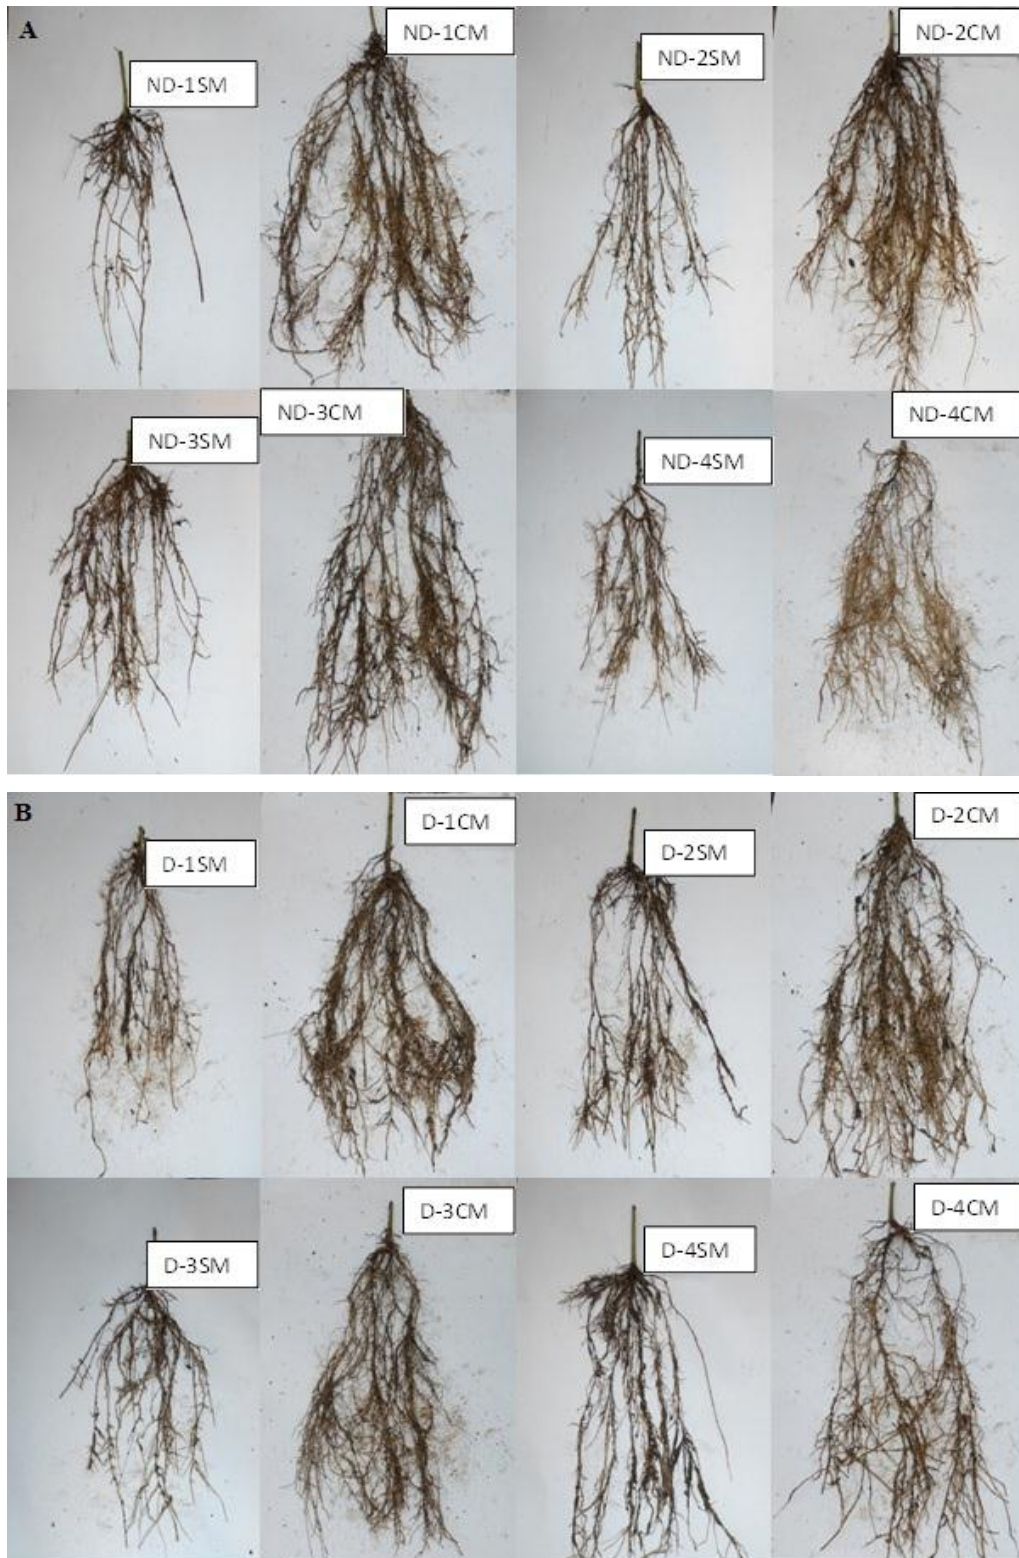 A
ND-1SM
ND-1CM
ND-2SM
ND-2CM
ND-3SM
ND-3CM
ND-4SM
ND-4CM
B
D-1SM
D-1CM
D-2SM
D-2CM
D-3SM
D-3CM
D-4SM
D-4CM